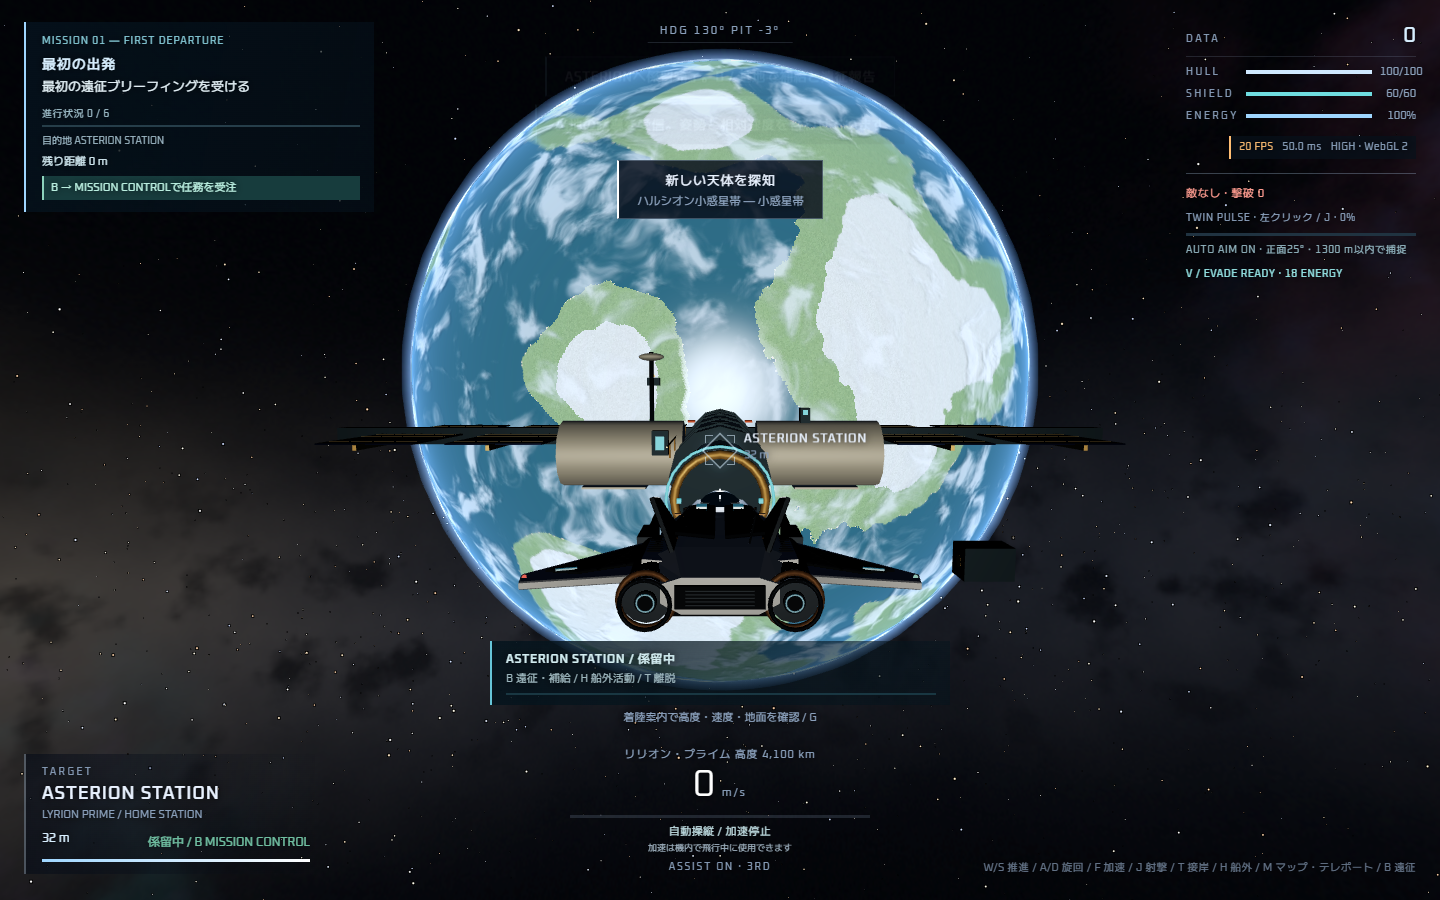 MISSION 01 — FIRST DEPARTURE
最初の出発
最初の遠征ブリーフィングを受ける
進行状況 0 / 6
目的地 ASTERION STATION
残り距離 0 m
B → MISSION CONTROLで任務を受注
HDG 130° PIT -3°
新しい天体を探知
ハルシオン小惑星帯 — 小惑星帯
DATA 0
HULL 100/100
SHIELD 60/60
ENERGY 100%
20 FPS 50.0 ms HIGH · WebGL 2
敵なし · 撃破 0
TWIN PULSE · 左クリック / J · 0%
AUTO AIM ON · 正面25° · 1300 m以内で捕捉
V / EVADE READY · 18 ENERGY
ASTERION STATION
32 m
ASTERION STATION / 係留中
B 遠征・補給 / H 船外活動 / T 離脱
着陸案内で高度・速度・地面を確認 / G
リリオン・プライム 高度 4,100 km
0 m/s
自動操縦 / 加速停止
加速は機内で飛行中に使用できます
ASSIST ON · 3RD
TARGET
ASTERION STATION
LYRION PRIME / HOME STATION
32 m 係留中 / B MISSION CONTROL
W/S 推進 / A/D 旋回 / F 加速 / J 射撃 / T 接岸 / H 船外 / M マップ・テレポート / B 遠征